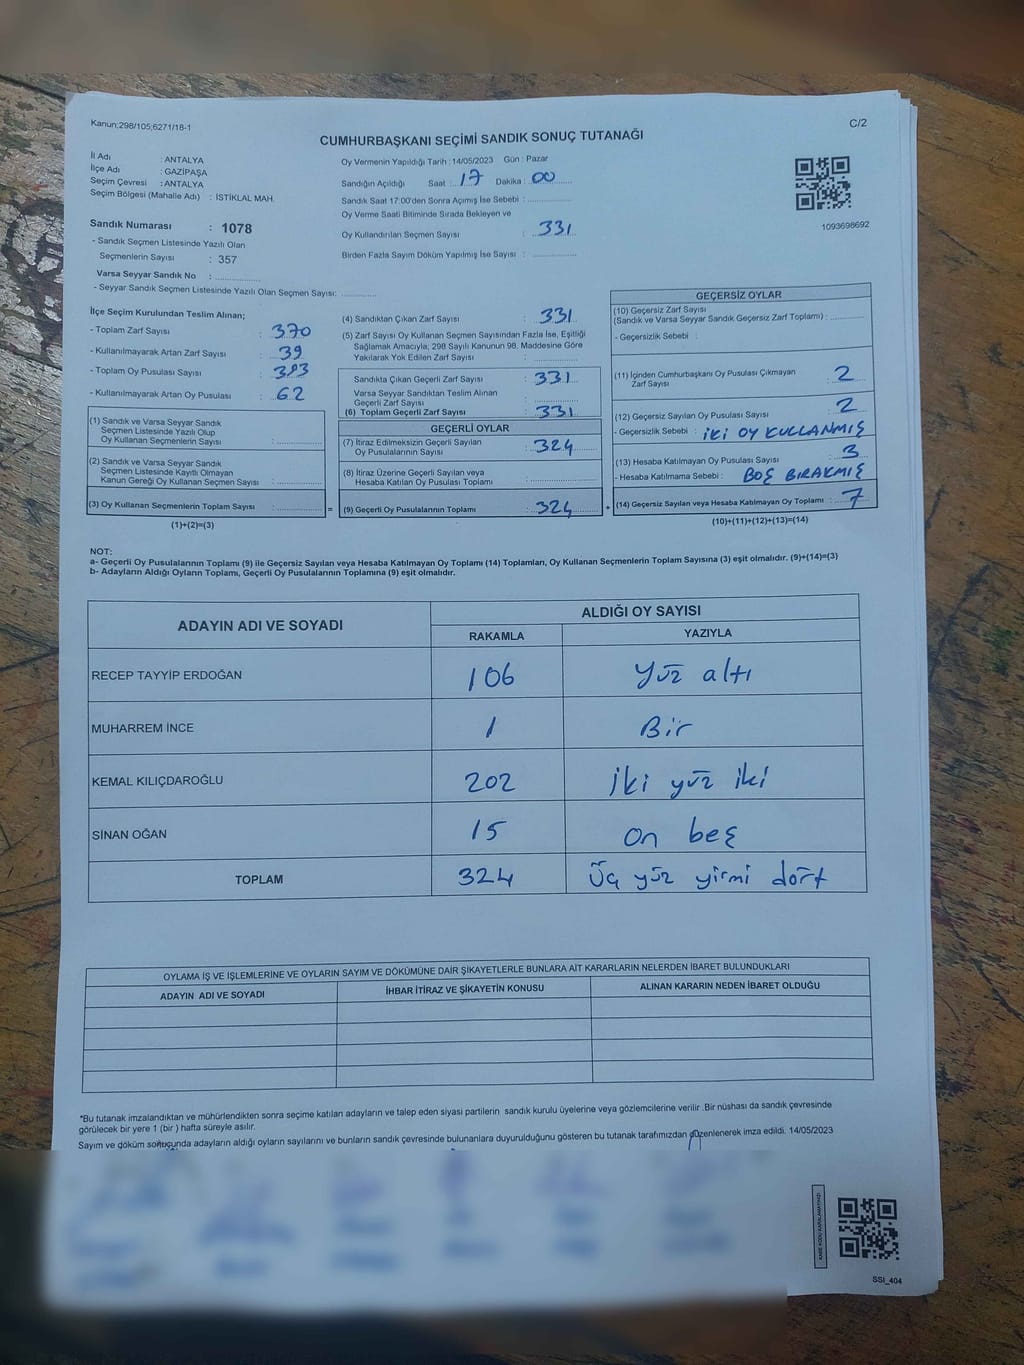 Kanun;298/105;6271/18-1
C/2
CUMHURBAŞKANI SEÇİMİ SANDIK SONUÇ TUTANAĞI
İl Adı : ANTALYA
İlçe Adı : GAZİPAŞA
Seçim Çevresi : ANTALYA
Seçim Bölgesi (Mahalle Adı) : İSTİKLAL MAH.
Sandık Numarası : 1078
- Sandık Seçmen Listesinde Yazılı Olan
Seçmenlerin Sayısı : 357
Varsa Seyyar Sandık No :
- Seyyar Sandık Seçmen Listesinde Yazılı Olan Seçmen Sayısı:
Oy Vermenin Yapıldığı Tarih : 14/05/2023 Gün : Pazar
Sandığın Açıldığı Saat : 17 Dakika : 00
Sandık Saat 17:00'den Sonra Açımış İse Sebebi :
Oy Verme Saati Bitiminde Sırada Bekleyen ve
Oy Kullandırılan Seçmen Sayısı : 331
Birden Fazla Sayım Döküm Yapılmış İse Sayısı :
1093698692
İlçe Seçim Kurulundan Teslim Alınan;
- Toplam Zarf Sayısı : 370
- Kullanılmayarak Artan Zarf Sayısı : 39
- Toplam Oy Pusulası Sayısı : 393
- Kullanılmayarak Artan Oy Pusulası : 62
(1) Sandık ve Varsa Seyyar Sandık
Seçmen Listesinde Yazılı Olup
Oy Kullanan Seçmenlerin Sayısı :
(2) Sandık ve Varsa Seyyar Sandık
Seçmen Listesinde Kayıtlı Olmayan
Kanun Gereği Oy Kullanan Seçmen Sayısı :
(3) Oy Kullanan Seçmenlerin Toplam Sayısı :
(1)+(2)=(3)
(4) Sandıktan Çıkan Zarf Sayısı : 331
(5) Zarf Sayısı Oy Kullanan Seçmen Sayısından Fazla İse, Eşitliği
Sağlamak Amacıyla, 298 Sayılı Kanunun 98. Maddesine Göre
Yakılarak Yok Edilen Zarf Sayısı :
Sandıkta Çıkan Geçerli Zarf Sayısı : 331
Varsa Seyyar Sandıktan Teslim Alınan
Geçerli Zarf Sayısı :
(6) Toplam Geçerli Zarf Sayısı : 331
GEÇERLİ OYLAR
(7) İtiraz Edilmeksizin Geçerli Sayılan
Oy Pusulalarının Sayısı : 324
(8) İtiraz Üzerine Geçerli Sayılan veya
Hesaba Katılan Oy Pusulası Toplamı :
= (9) Geçerli Oy Pusulalarının Toplamı : 324
GEÇERSİZ OYLAR
(10) Geçersiz Zarf Sayısı
(Sandık ve Varsa Seyyar Sandık Geçersiz Zarf Toplamı) :
- Geçersizlik Sebebi :
(11) İçinden Cumhurbaşkanı Oy Pusulası Çıkmayan
Zarf Sayısı : 2
(12) Geçersiz Sayılan Oy Pusulası Sayısı : 2
- Geçersizlik Sebebi : İKİ OY KULLANMIŞ
(13) Hesaba Katılmayan Oy Pusulası Sayısı : 3
- Hesaba Katılmama Sebebi : BOŞ BIRAKMIŞ
+ (14) Geçersiz Sayılan veya Hesaba Katılmayan Oy Toplamı : 7
(10)+(11)+(12)+(13)=(14)
NOT:
a- Geçerli Oy Pusulalarının Toplamı (9) ile Geçersiz Sayılan veya Hesaba Katılmayan Oy Toplamı (14) Toplamları, Oy Kullanan Seçmenlerin Toplam Sayısına (3) eşit olmalıdır. (9)+(14)=(3)
b- Adayların Aldığı Oyların Toplamı, Geçerli Oy Pusulalarının Toplamına (9) eşit olmalıdır.
ADAYIN ADI VE SOYADI
ALDIĞI OY SAYISI
RAKAMLA YAZIYLA
RECEP TAYYİP ERDOĞAN 106 Yüz altı
MUHARREM İNCE 1 Bir
KEMAL KILIÇDAROĞLU 202 İki yüz iki
SİNAN OĞAN 15 on beş
TOPLAM 324 Üç yüz yirmi dört
OYLAMA İŞ VE İŞLEMLERİNE VE OYLARIN SAYIM VE DÖKÜMÜNE DAİR ŞİKAYETLERLE BUNLARA AİT KARARLARIN NELERDEN İBARET BULUNDUKLARI
ADAYIN ADI VE SOYADI İHBAR İTİRAZ VE ŞİKAYETİN KONUSU ALINAN KARARIN NEDEN İBARET OLDUĞU
*Bu tutanak imzalandıktan ve mühürlendikten sonra seçime katılan adayların ve talep eden siyasi partilerin sandık kurulu üyelerine veya gözlemcilerine verilir .Bir nüshası da sandık çevresinde
görülecek bir yere 1 (bir ) hafta süreyle asılır.
Sayım ve döküm sonuçunda adayların aldığı oyların sayılarını ve bunların sandık çevresinde bulunanlara duyurulduğunu gösteren bu tutanak tarafımızdan düzenlenerek imza edildi. 14/05/2023
SSİ_404